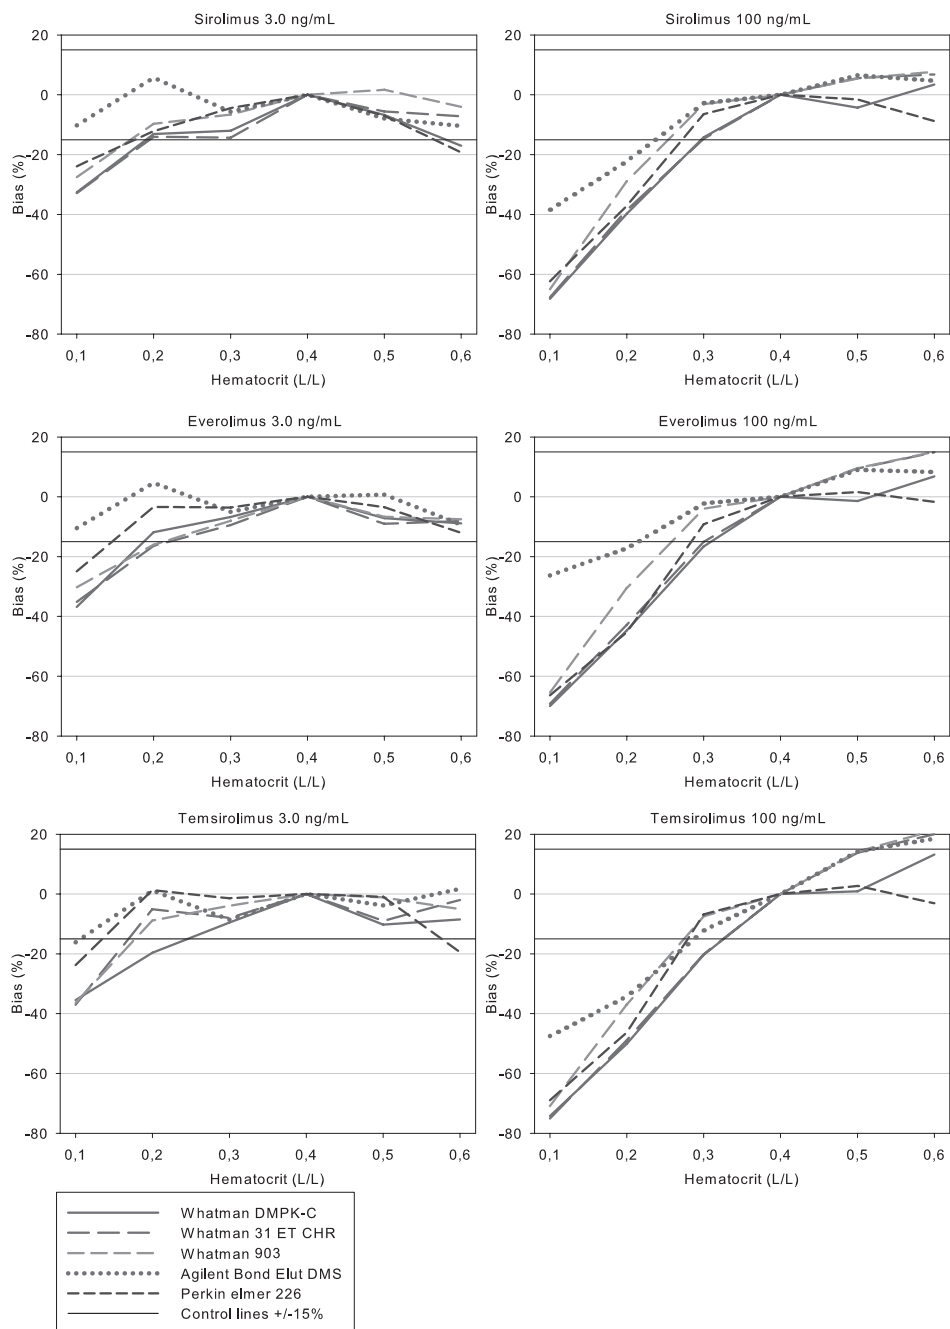 Sirolimus 3.0 ng/mL
20
0
-20
-40
-60
-80
Bias (%)
0,1 0,2 0,3 0,4 0,5 0,6
Hematocrit (L/L)
Sirolimus 100 ng/mL
20
0
-20
-40
-60
-80
Bias (%)
0,1 0,2 0,3 0,4 0,5 0,6
Hematocrit (L/L)
Everolimus 3.0 ng/mL
20
0
-20
-40
-60
-80
Bias (%)
0,1 0,2 0,3 0,4 0,5 0,6
Hematocrit (L/L)
Everolimus 100 ng/mL
20
0
-20
-40
-60
-80
Bias (%)
0,1 0,2 0,3 0,4 0,5 0,6
Hematocrit (L/L)
Temsirolimus 3.0 ng/mL
20
0
-20
-40
-60
-80
Bias (%)
0,1 0,2 0,3 0,4 0,5 0,6
Hematocrit (L/L)
Temsirolimus 100 ng/mL
20
0
-20
-40
-60
-80
Bias (%)
0,1 0,2 0,3 0,4 0,5 0,6
Hematocrit (L/L)
Whatman DMPK-C
Whatman 31 ET CHR
Whatman 903
Agilent Bond Elut DMS
Perkin elmer 226
Control lines +/-15%